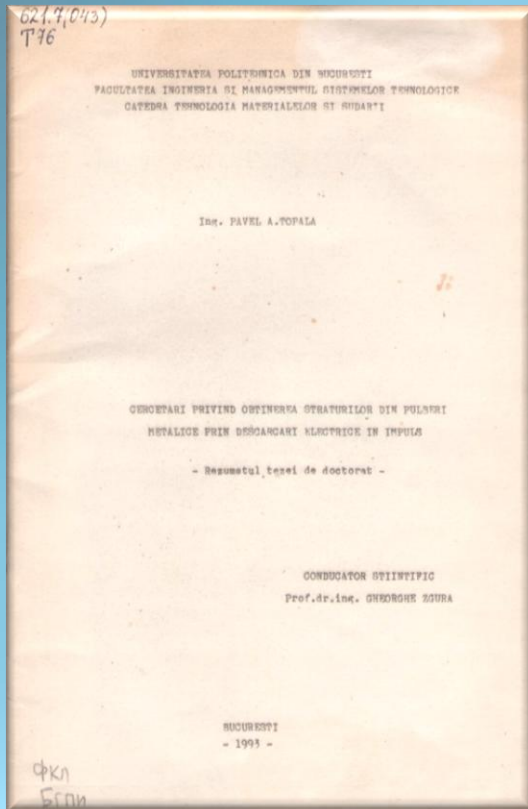 621.7(043)
T76
UNIVERSITATEA POLITEHNICA DIN BUCURESTI
FACULTATEA INGINERIA SI MANAGEMENTUL SISTEMELOR TEHNOLOGICE
CATEDRA TEHNOLOGIA MATERIALELOR SI SUDARII
Ing. PAVEL A.TOPALA
CERCETARI PRIVIND OBTINEREA STRATURILOR DIN PULBERI
METALICE PRIN DESCARCARI ELECTRICE IN IMPULS
- Rezumatul tezei de doctorat -
CONDUCATOR STIINTIFIC
Prof.dr.ing. GHEORGHE ZGURA
BUCURESTI
- 1993 -
ФКЛ
БГПИ